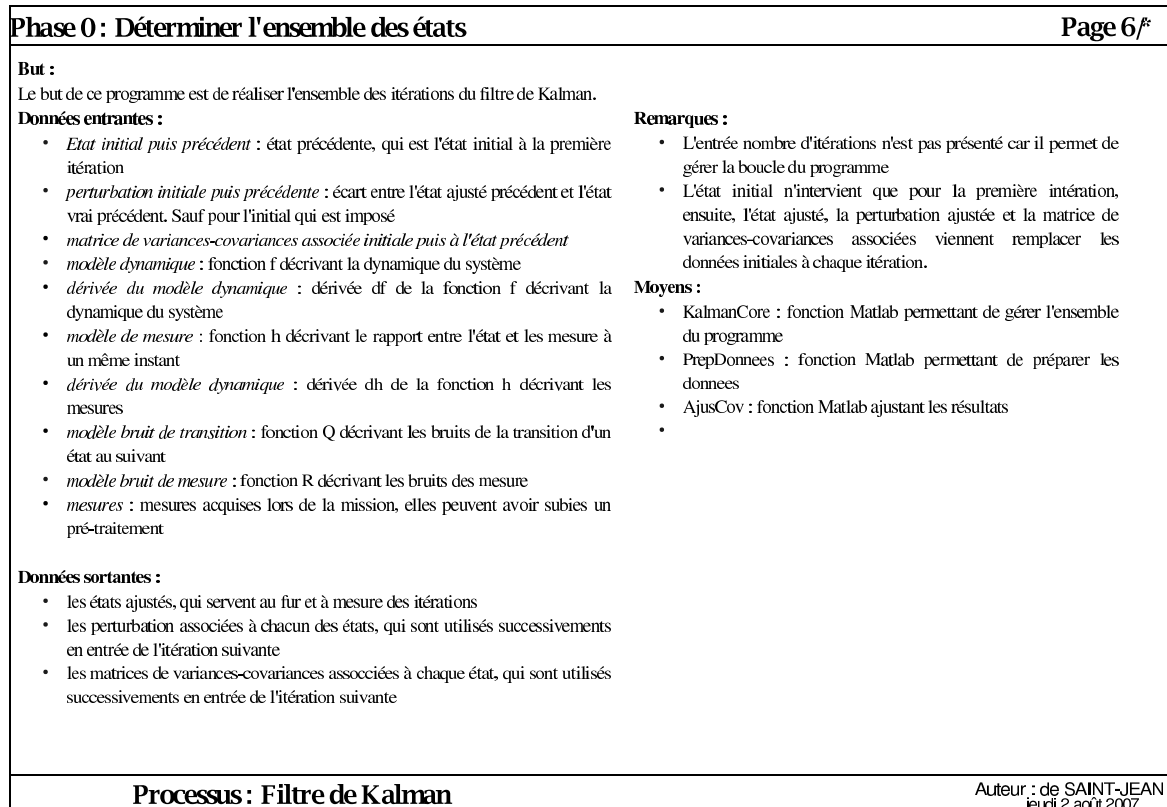 Phase 0 : Déterminer l'ensemble des états
Page 6/*
But :
Le but de ce programme est de réaliser l'ensemble des itérations du filtre de Kalman.
Données entrantes :
• Etat initial puis précédent : état précédente, qui est l'état initial à la première
itération
• perturbation initiale puis précédente : écart entre l'état ajusté précédent et l'état
vrai précédent. Sauf pour l'initial qui est imposé
• matrice de variances-covariances associée initiale puis à l'état précédent
• modèle dynamique : fonction f décrivant la dynamique du système
• dérivée du modèle dynamique : dérivée df de la fonction f décrivant la
dynamique du système
• modèle de mesure : fonction h décrivant le rapport entre l'état et les mesure à
un même instant
• dérivée du modèle dynamique : dérivée dh de la fonction h décrivant les
mesures
• modèle bruit de transition : fonction Q décrivant les bruits de la transition d'un
état au suivant
• modèle bruit de mesure : fonction R décrivant les bruits des mesure
• mesures : mesures acquises lors de la mission, elles peuvent avoir subies un
pré-traitement
Données sortantes :
• les états ajustés, qui servent au fur et à mesure des itérations
• les perturbation associées à chacun des états, qui sont utilisés successivements
en entrée de l'itération suivante
• les matrices de variances-covariances assocciées à chaque état, qui sont utilisés
successivements en entrée de l'itération suivante
Remarques :
• L'entrée nombre d'itérations n'est pas présenté car il permet de
gérer la boucle du programme
• L'état initial n'intervient que pour la première intération,
ensuite, l'état ajusté, la perturbation ajustée et la matrice de
variances-covariances associées viennent remplacer les
données initiales à chaque itération.
Moyens :
• KalmanCore : fonction Matlab permettant de gérer l'ensemble
du programme
• PrepDonnees : fonction Matlab permettant de préparer les
donnees
• AjusCov : fonction Matlab ajustant les résultats
•
Processus : Filtre de Kalman
Auteur : de SAINT-JEAN
jeudi 2 août 2007